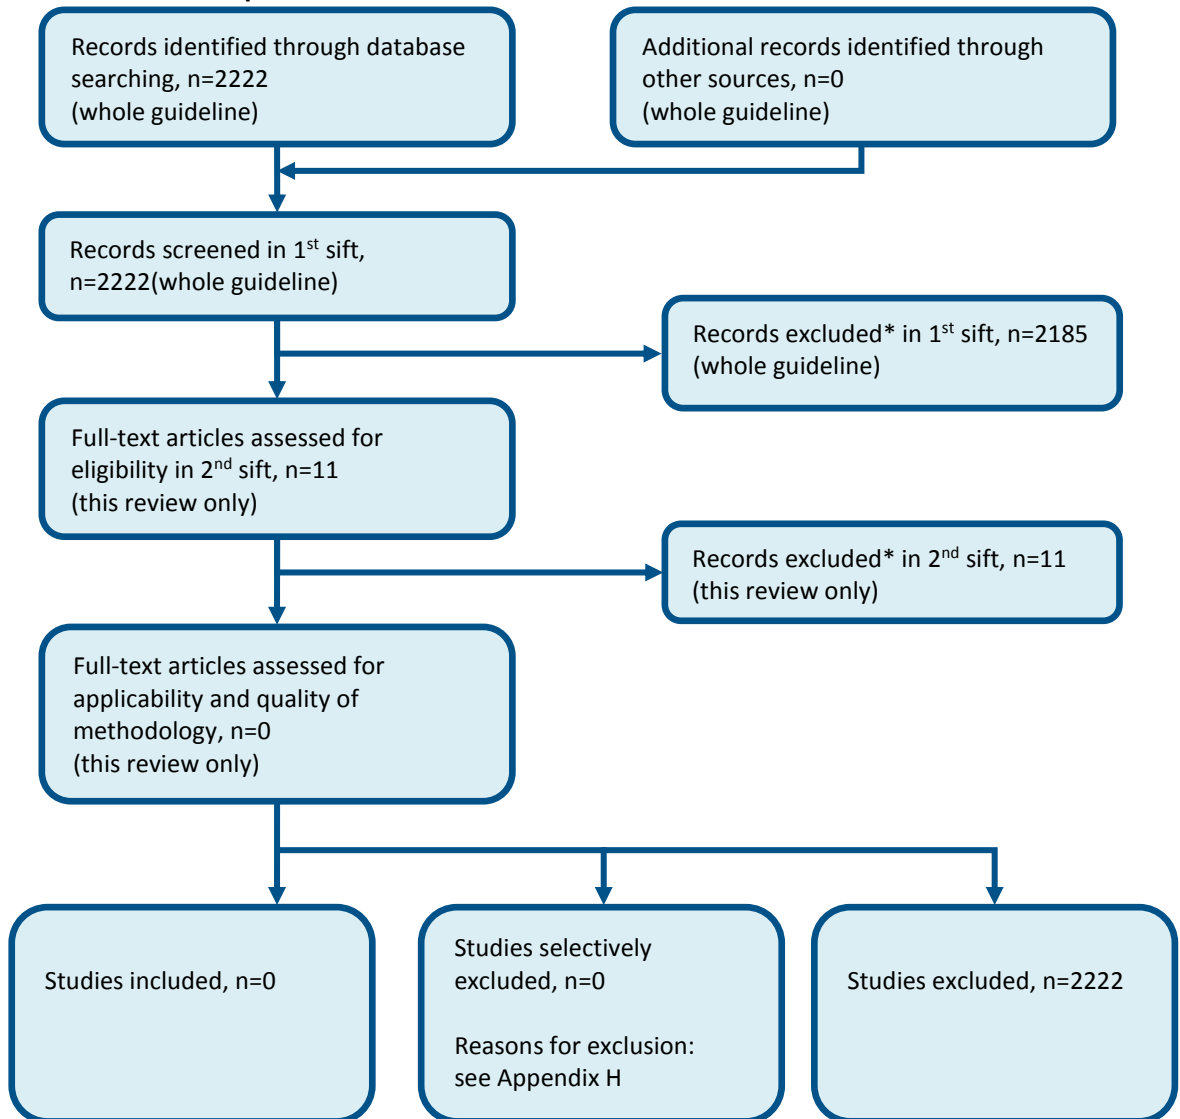 Records identified through database
searching, n=2222
(whole guideline)
Additional records identified through
other sources, n=0
(whole guideline)
Records screened in 1st sift,
n=2222(whole guideline)
Records excluded* in 1st sift, n=2185
(whole guideline)
Full-text articles assessed for
eligibility in 2nd sift, n=11
(this review only)
Records excluded* in 2nd sift, n=11
(this review only)
Full-text articles assessed for
applicability and quality of
methodology, n=0
(this review only)
Studies included, n=0
Studies selectively
excluded, n=0
Reasons for exclusion:
see Appendix H
Studies excluded, n=2222